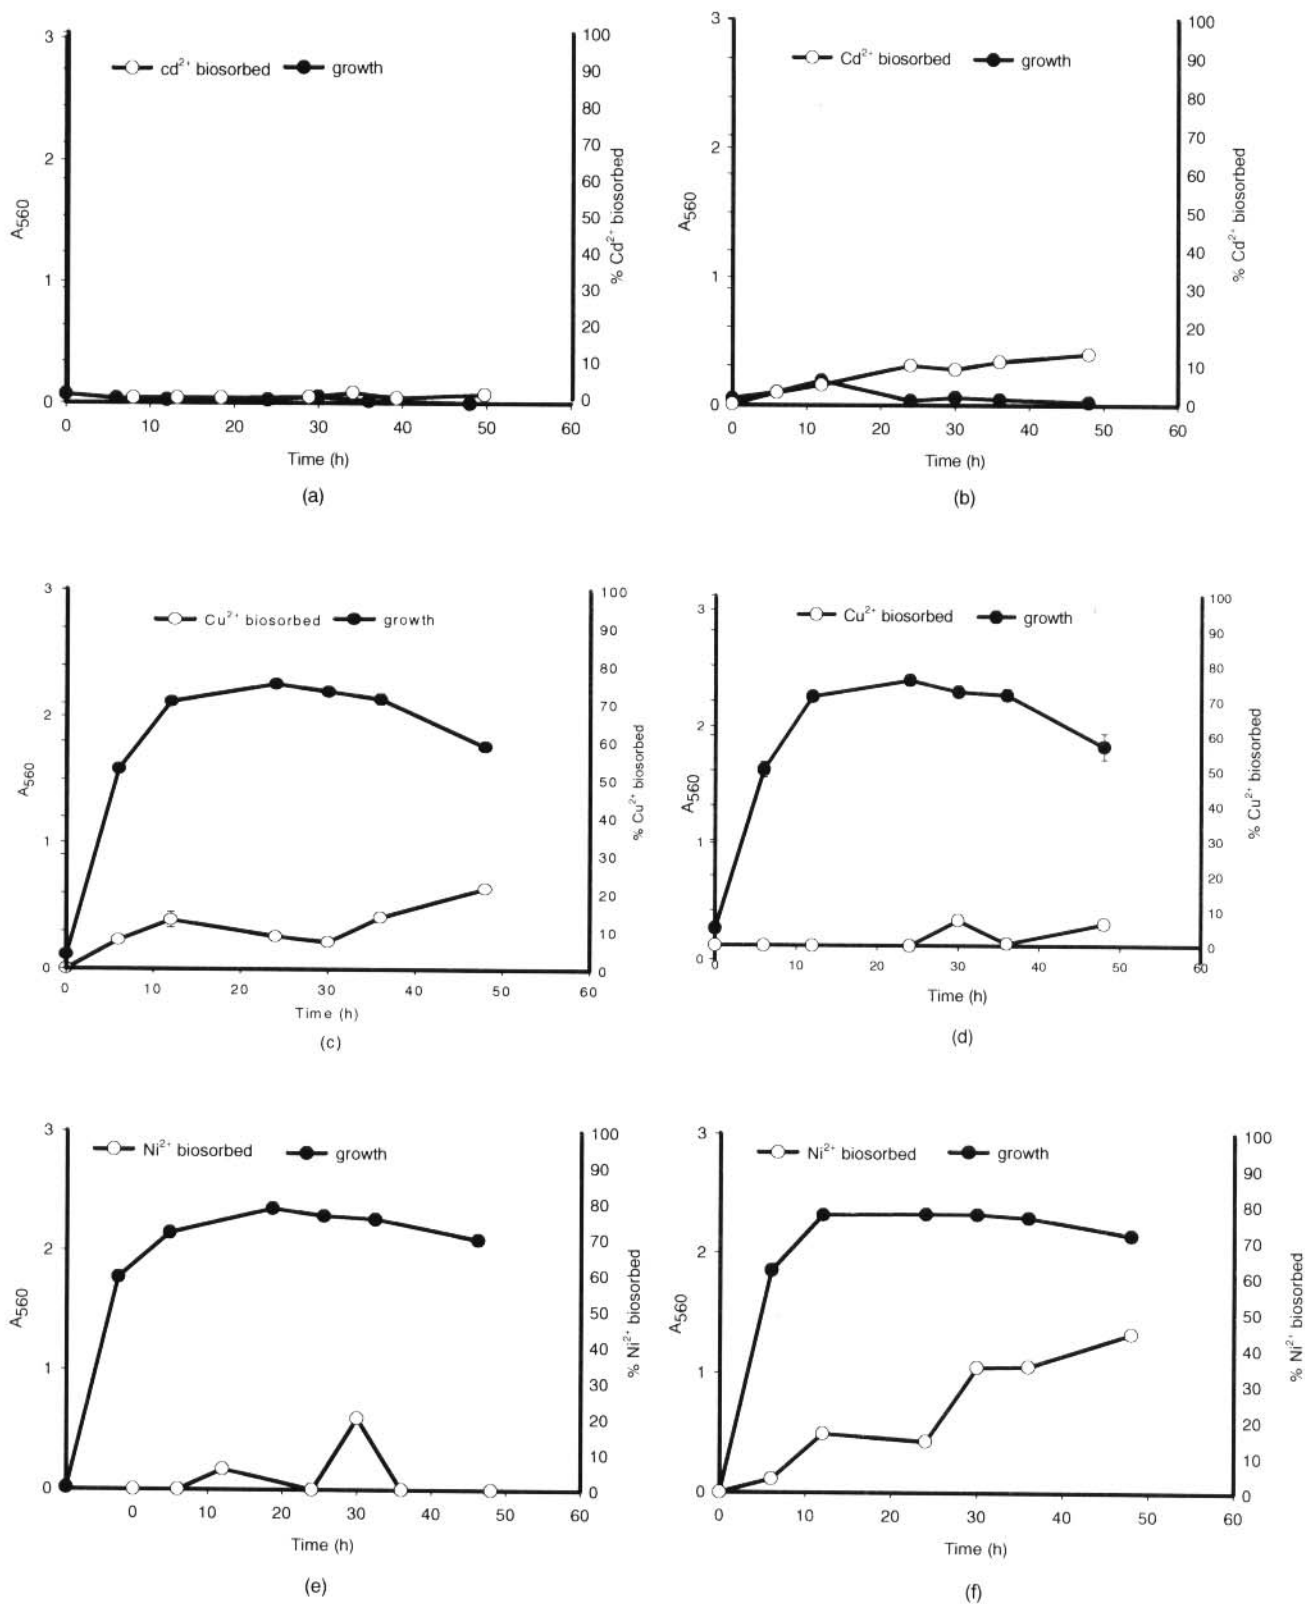 cd²⁺ biosorbed growth
3
2
1
0
A560
100
90
80
70
60
50
40
30
20
10
0
% Cd²⁺ biosorbed
0 10 20 30 40 50 60
Time (h)
(a)
Cd²⁺ biosorbed growth
3
2
1
0
A560
100
90
80
70
60
50
40
30
20
10
0
% Cd²⁺ biosorbed
0 10 20 30 40 50 60
Time (h)
(b)
Cu²⁺ biosorbed growth
3
2
1
0
A560
100
90
80
70
60
50
40
30
20
10
0
% Cu²⁺ biosorbed
0 10 20 30 40 50 60
Time (h)
(c)
Cu²⁺ biosorbed growth
3
2
1
0
A560
100
90
80
70
60
50
40
30
20
10
0
% Cu²⁺ biosorbed
0 10 20 30 40 50 60
Time (h)
(d)
Ni²⁺ biosorbed growth
3
2
1
0
A560
100
90
80
70
60
50
40
30
20
10
0
% Ni²⁺ biosorbed
0 10 20 30 40 50 60
Time (h)
(e)
Ni²⁺ biosorbed growth
3
2
1
0
A560
100
90
80
70
60
50
40
30
20
10
0
% Ni²⁺ biosorbed
0 10 20 30 40 50 60
Time (h)
(f)